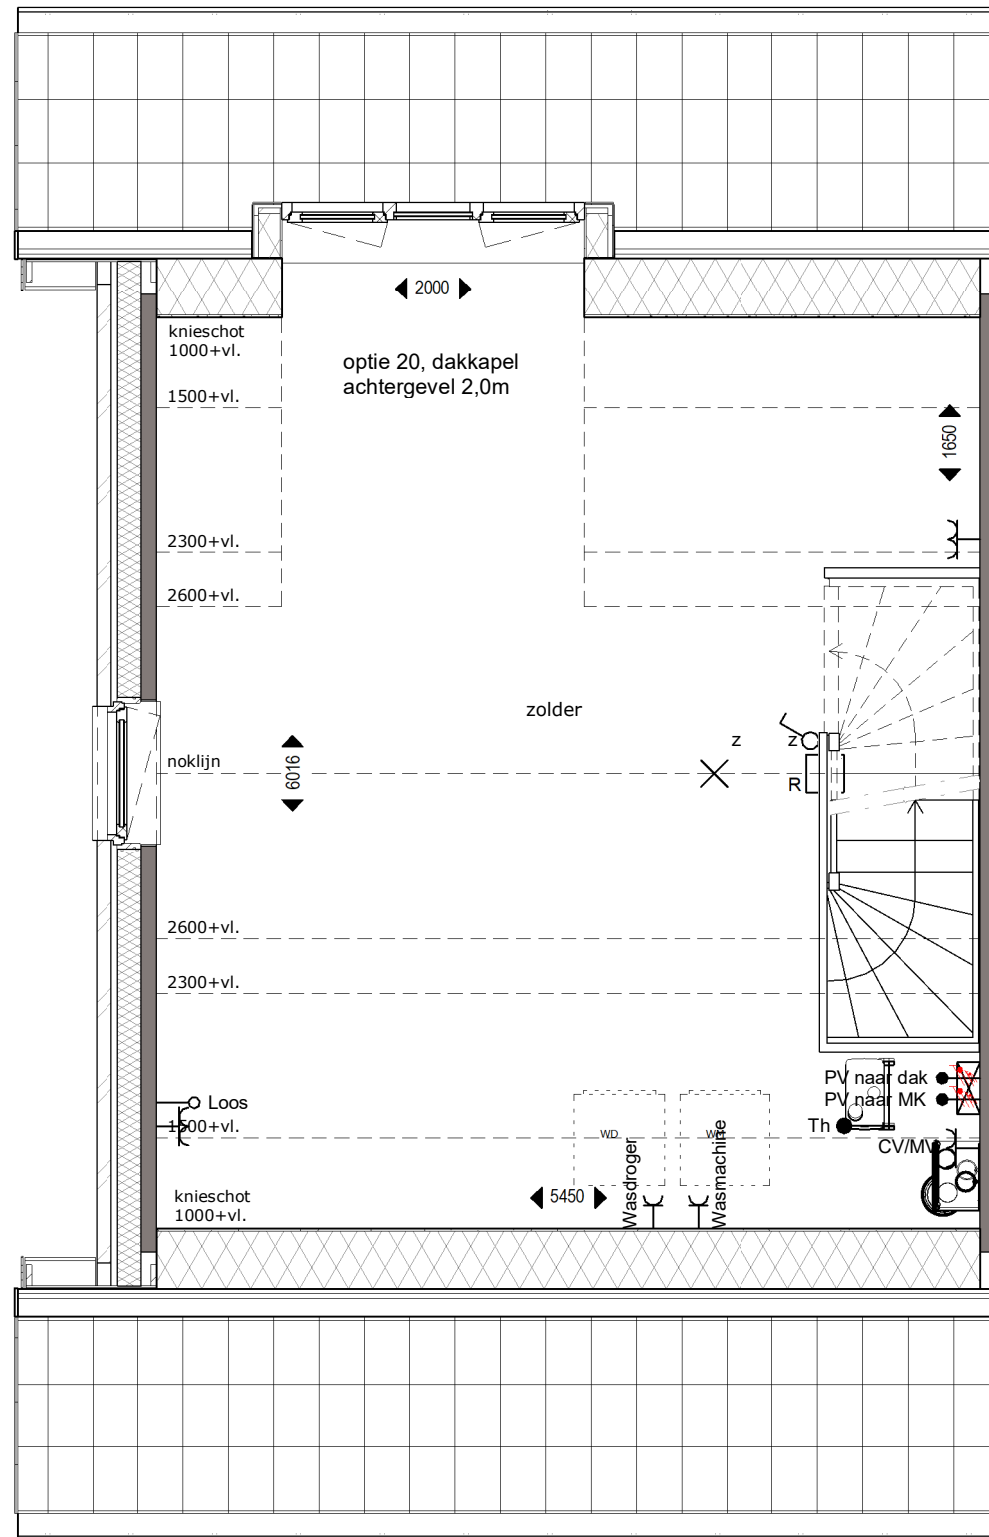 2000
knieschot
1000+vl.
optie 20, dakkapel
achtergevel 2,0m
1500+vl.
1650
2300+vl.
2600+vl.
zolder
z
z
noklijn
6016
R
2600+vl.
2300+vl.
PV naar dak
Loos
PV naar MK
Th
1500+vl.
WD
CV/MV
Wasdroger
Wasmachine
knieschot
1000+vl.
5450